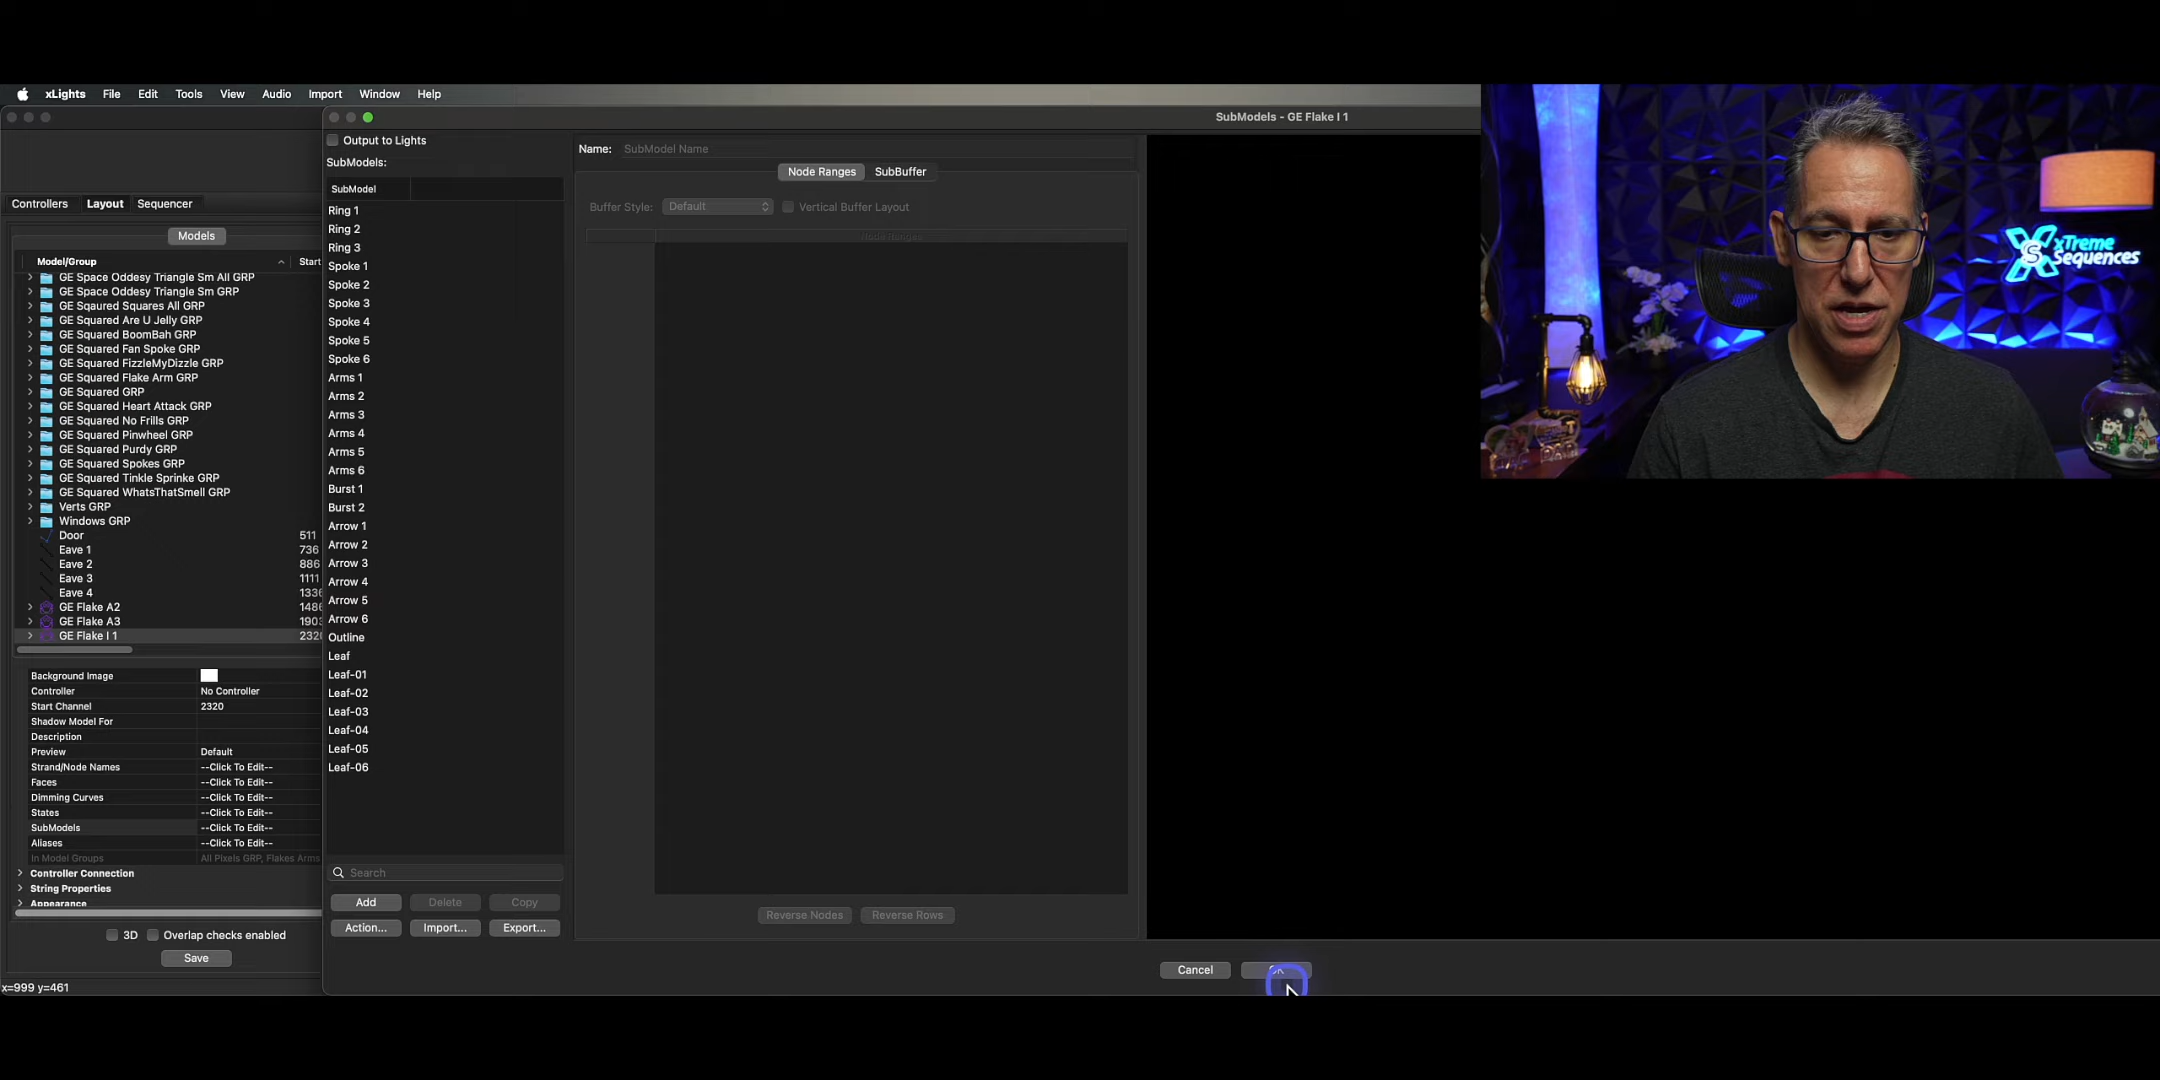 xLights File Edit Tools View Audio Import Window Help
SubModels - GE Flake I 1
Output to Lights
SubModels:
SubModel
Ring 1
Ring 2
Ring 3
Spoke 1
Spoke 2
Spoke 3
Spoke 4
Spoke 5
Spoke 6
Arms 1
Arms 2
Arms 3
Arms 4
Arms 5
Arms 6
Burst 1
Burst 2
Arrow 1
Arrow 2
Arrow 3
Arrow 4
Arrow 5
Arrow 6
Outline
Leaf
Leaf-01
Leaf-02
Leaf-03
Leaf-04
Leaf-05
Leaf-06
Search
Add Delete Copy
Action... Import... Export...
Name: SubModel Name
Node Ranges SubBuffer
Buffer Style: Default Vertical Buffer Layout
Node Ranges
Reverse Nodes Reverse Rows
Cancel OK
Controllers Layout Sequencer
Models
Model/Group Start
GE Space Oddesy Triangle Sm All GRP
GE Space Oddesy Triangle Sm GRP
GE Sqaured Squares All GRP
GE Squared Are U Jelly GRP
GE Squared BoomBah GRP
GE Squared Fan Spoke GRP
GE Squared FizzleMyDizzle GRP
GE Squared Flake Arm GRP
GE Squared GRP
GE Squared Heart Attack GRP
GE Squared No Frills GRP
GE Squared Pinwheel GRP
GE Squared Purdy GRP
GE Squared Spokes GRP
GE Squared Tinkle Sprinke GRP
GE Squared WhatsThatSmell GRP
Verts GRP
Windows GRP
Door 511
Eave 1 736
Eave 2 886
Eave 3 1111
Eave 4 1336
GE Flake A2 1486
GE Flake A3 1903
GE Flake I 1 2320
Background Image
Controller No Controller
Start Channel 2320
Shadow Model For
Description
Preview Default
Strand/Node Names --Click To Edit--
Faces --Click To Edit--
Dimming Curves --Click To Edit--
States --Click To Edit--
SubModels --Click To Edit--
Aliases --Click To Edit--
In Model Groups All Pixels GRP, Flakes Arms
Controller Connection
String Properties
Appearance
3D Overlap checks enabled
Save
x=999 y=461
xTreme
Sequences